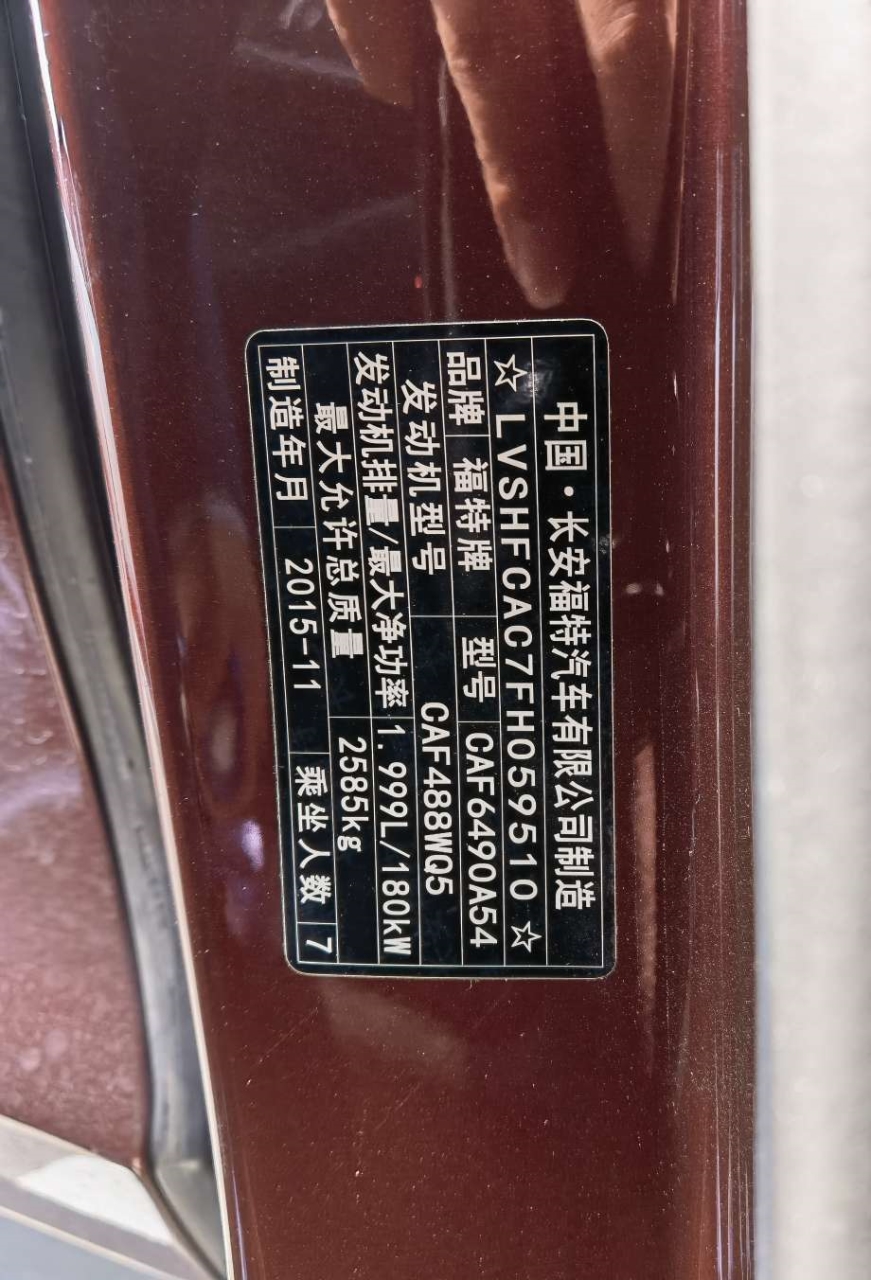 中国·长安福特汽车有限公司制造
☆LVSHFCAC7FH059510☆
品牌 福特牌 型号 CAF6490A54
发动机型号 CAF488WQ5
发动机排量/最大净功率 1.999L/180kW
最大允许总质量 2585kg
制造年月 2015-11 乘坐人数 7